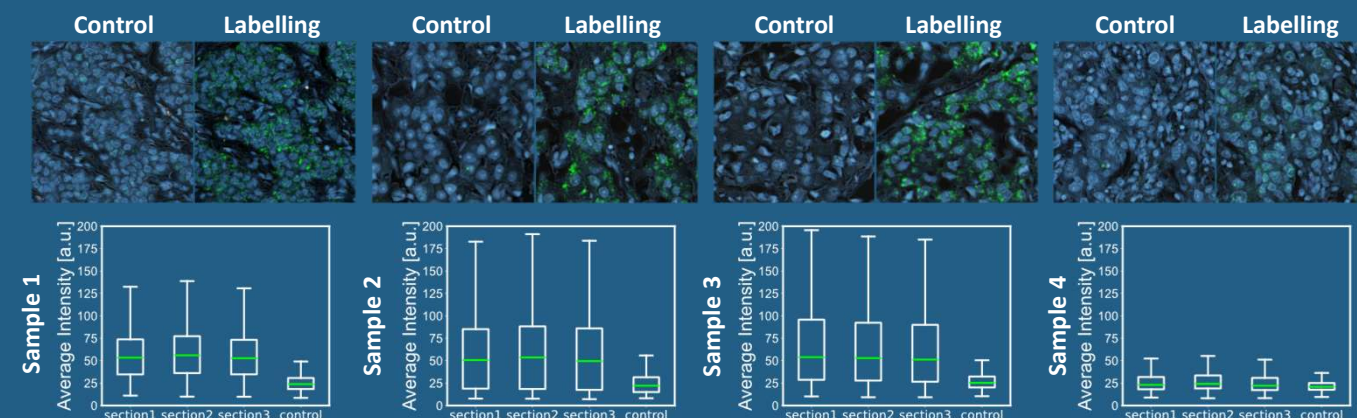 Control Labelling Control Labelling Control Labelling Control Labelling
Sample 1
Average Intensity [a.u.]
200
175
150
125
100
75
50
25
0
section1 section2 section3 control
Sample 2
Average Intensity [a.u.]
200
175
150
125
100
75
50
25
0
section1 section2 section3 control
Sample 3
Average Intensity [a.u.]
200
175
150
125
100
75
50
25
0
section1 section2 section3 control
Sample 4
Average Intensity [a.u.]
200
175
150
125
100
75
50
25
0
section1 section2 section3 control